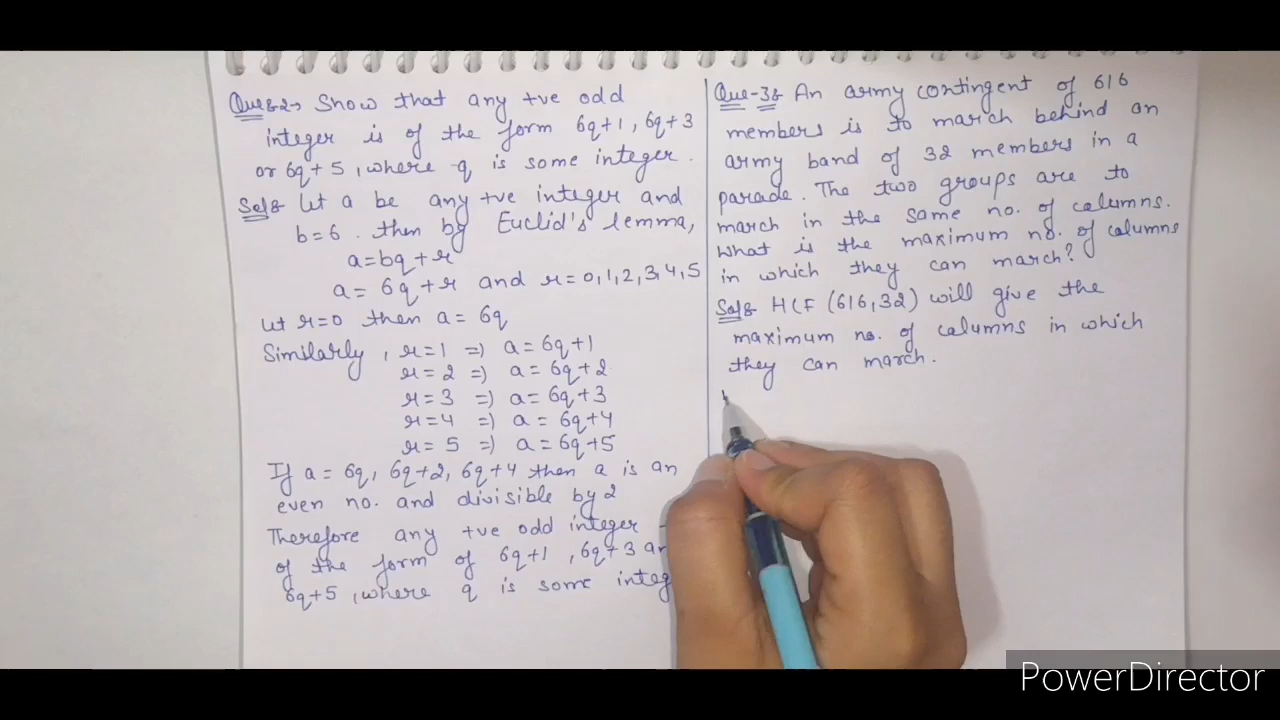 Que:2→ Show that any +ve odd
integer is of the form 6q+1, 6q+3
or 6q+5, where q is some integer.
Sol: Let a be any +ve integer and
b=6. then by Euclid's lemma,
a=bq+r
a= 6q+r and r=0,1,2,3,4,5
Let r=0 then a= 6q
Similarly, r=1 =) a=6q+1
r=2 =) a=6q+2
r=3 =) a=6q+3
r=4 =) a= 6q+4
r=5 =) a=6q+5
If a= 6q, 6q+2, 6q+4 then a is an
even no. and divisible by 2
Therefore any +ve odd integer
of the form of 6q+1, 6q+3
6q+5, where q is some
Que-3: An army contingent of 616
members is to march behind an
army band of 32 members in a
parade. The two groups are to
march in the same no. of columns.
What is the maximum no. of columns
in which they can march?
Sol: HCF (616,32) will give the
maximum no. of columns in which
they can march.
PowerDirector